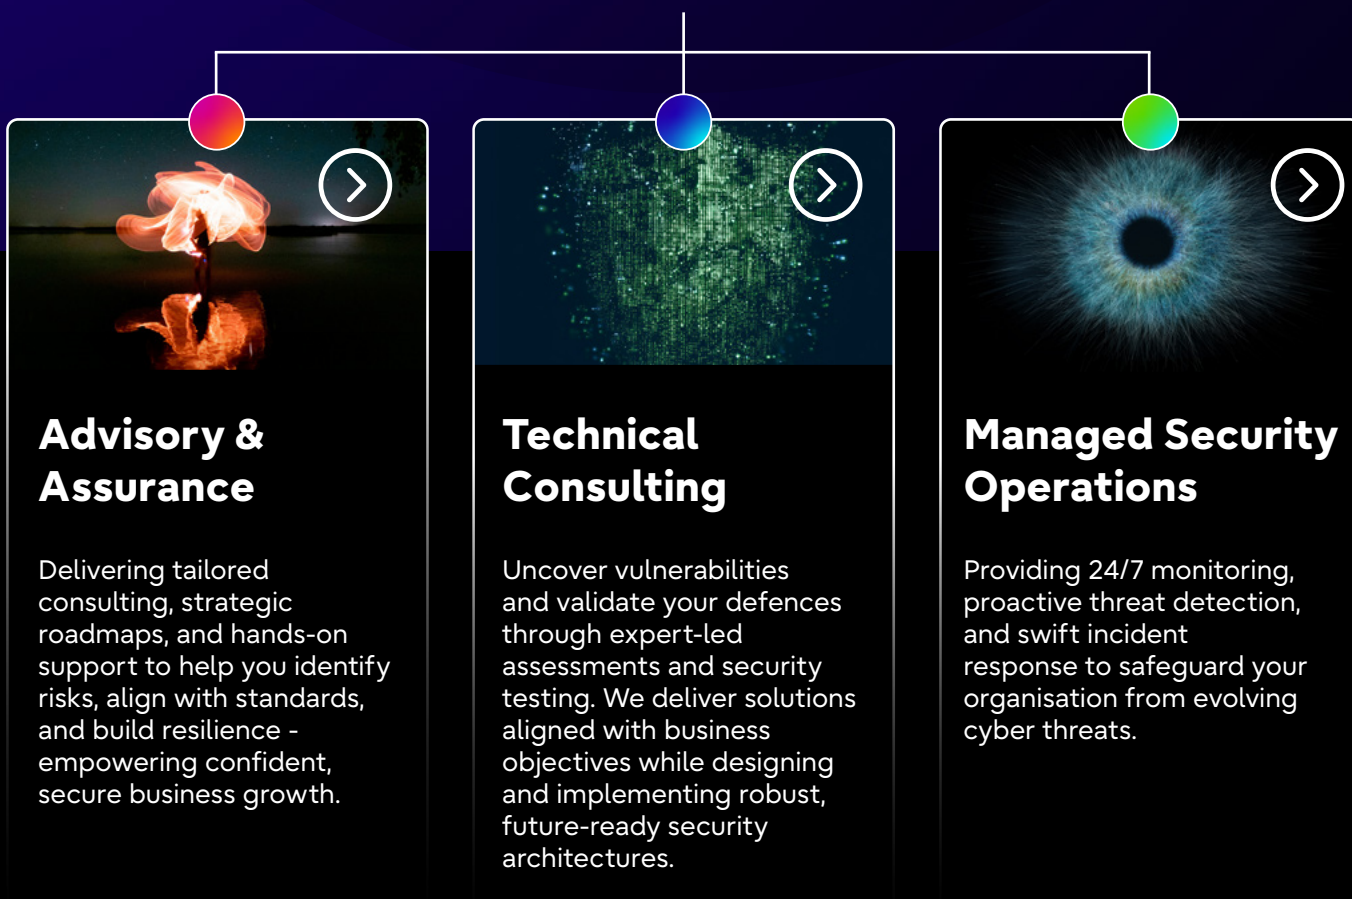 Advisory &
Assurance
Delivering tailored
consulting, strategic
roadmaps, and hands-on
support to help you identify
risks, align with standards,
and build resilience -
empowering confident,
secure business growth.
Technical
Consulting
Uncover vulnerabilities
and validate your defences
through expert-led
assessments and security
testing. We deliver solutions
aligned with business
objectives while designing
and implementing robust,
future-ready security
architectures.
Managed Security
Operations
Providing 24/7 monitoring,
proactive threat detection,
and swift incident
response to safeguard your
organisation from evolving
cyber threats.